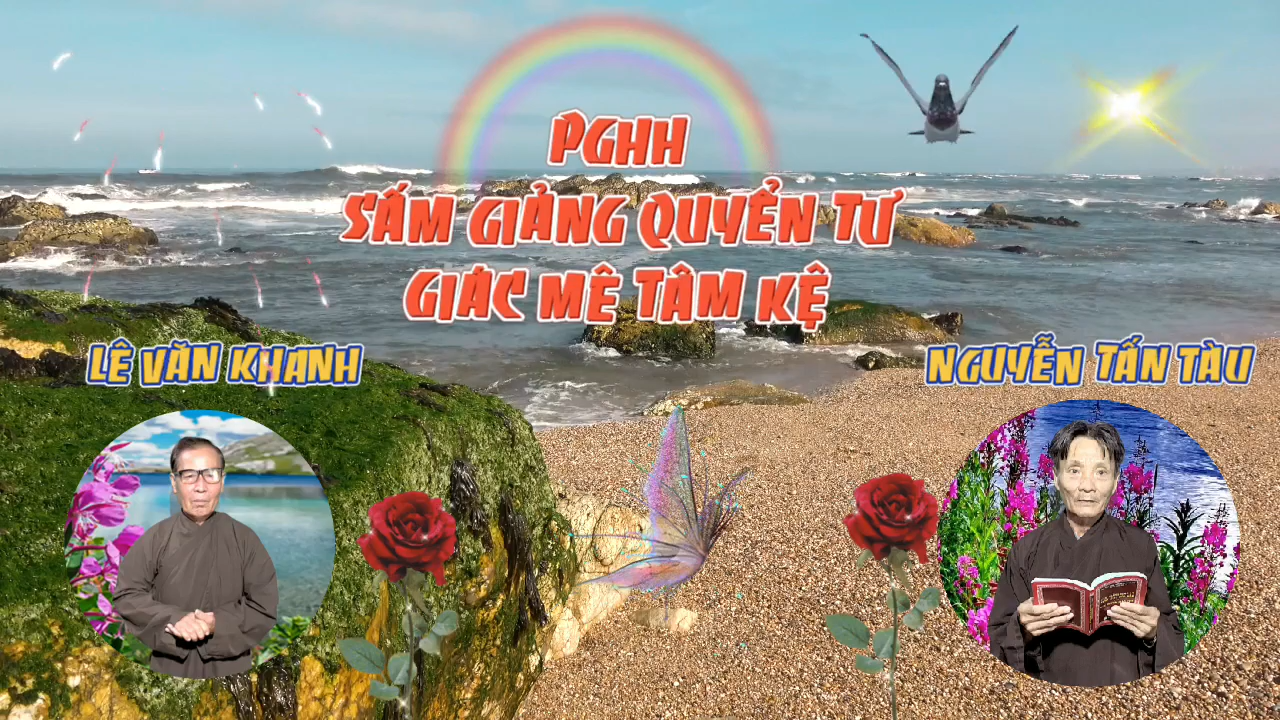 PGHH
SẤM GIẢNG QUYỂN TƯ
GIÁC MÊ TÂM KỆ
LÊ VĂN KHANH
NGUYỄN TẤN TÀU